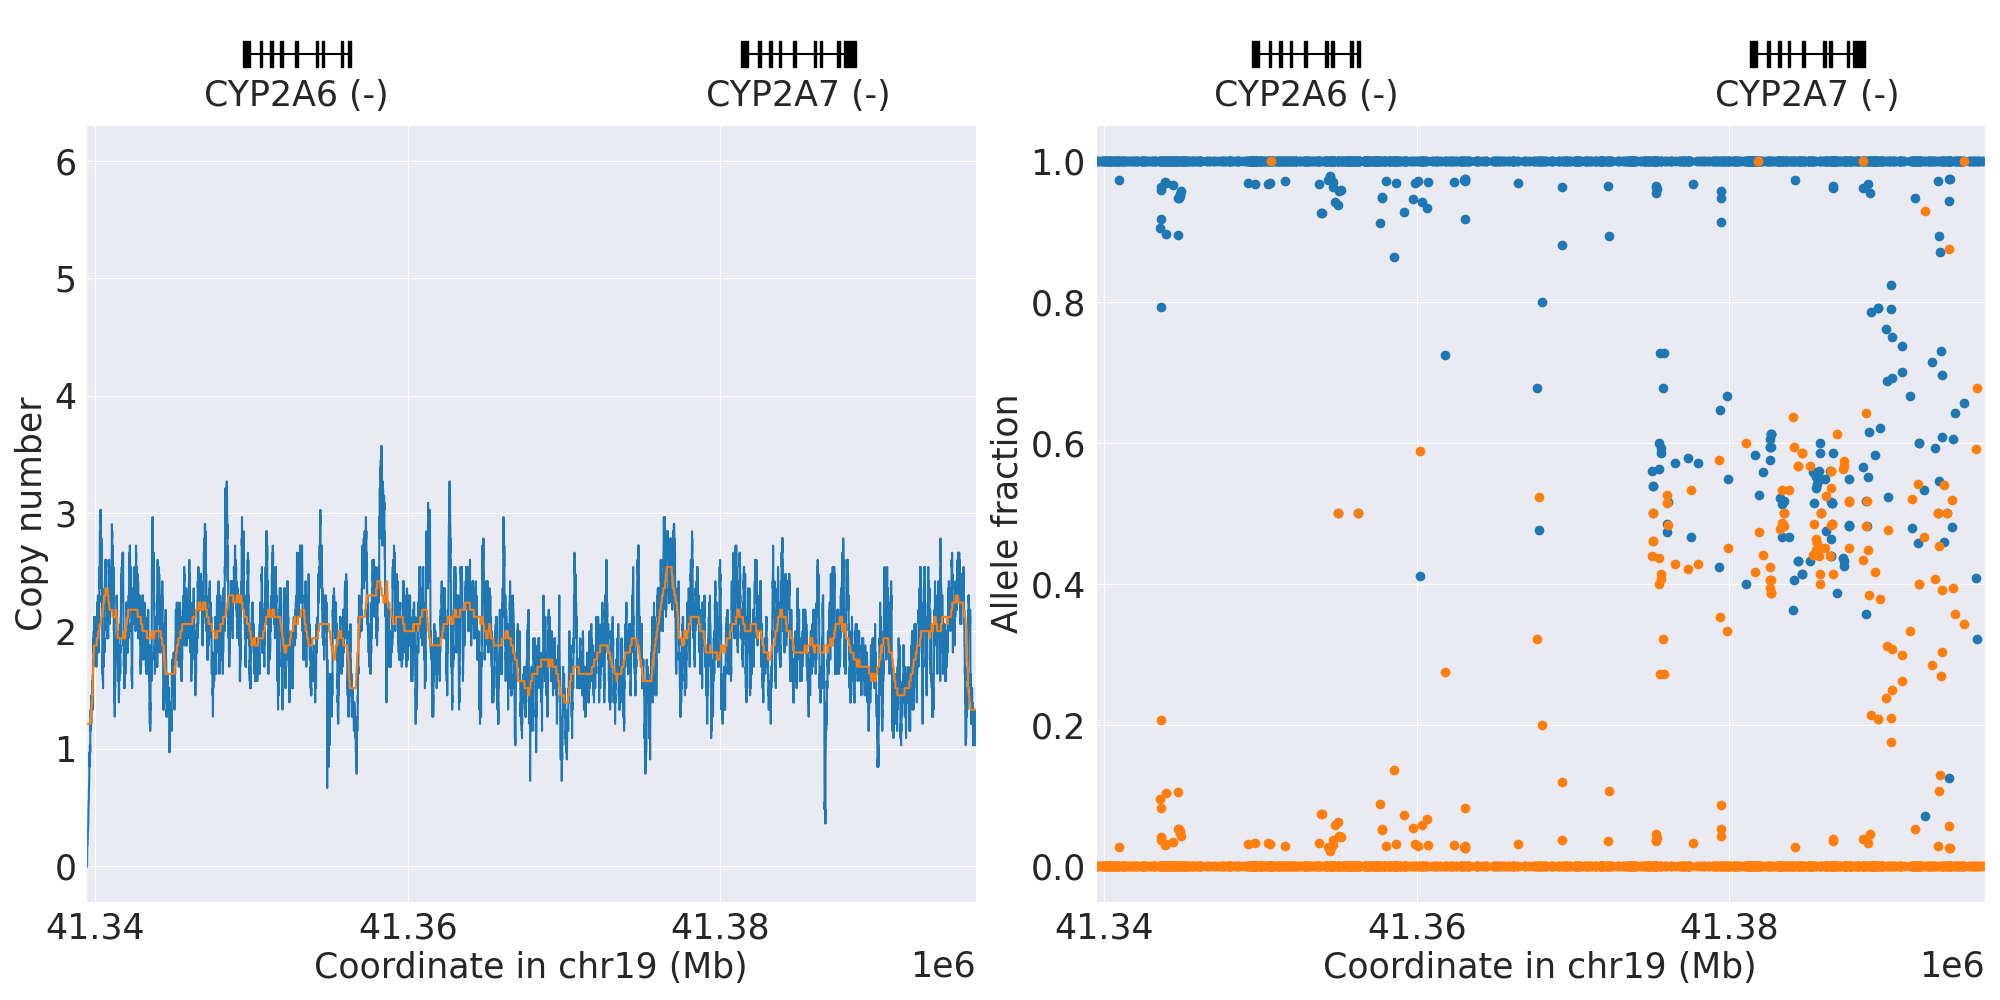 CYP2A6 (-)
CYP2A7 (-)
6
5
4
3
2
1
0
Copy number
41.34
41.36
41.38
Coordinate in chr19 (Mb)
1e6
CYP2A6 (-)
CYP2A7 (-)
1.0
0.8
0.6
0.4
0.2
0.0
Allele fraction
41.34
41.36
41.38
Coordinate in chr19 (Mb)
1e6